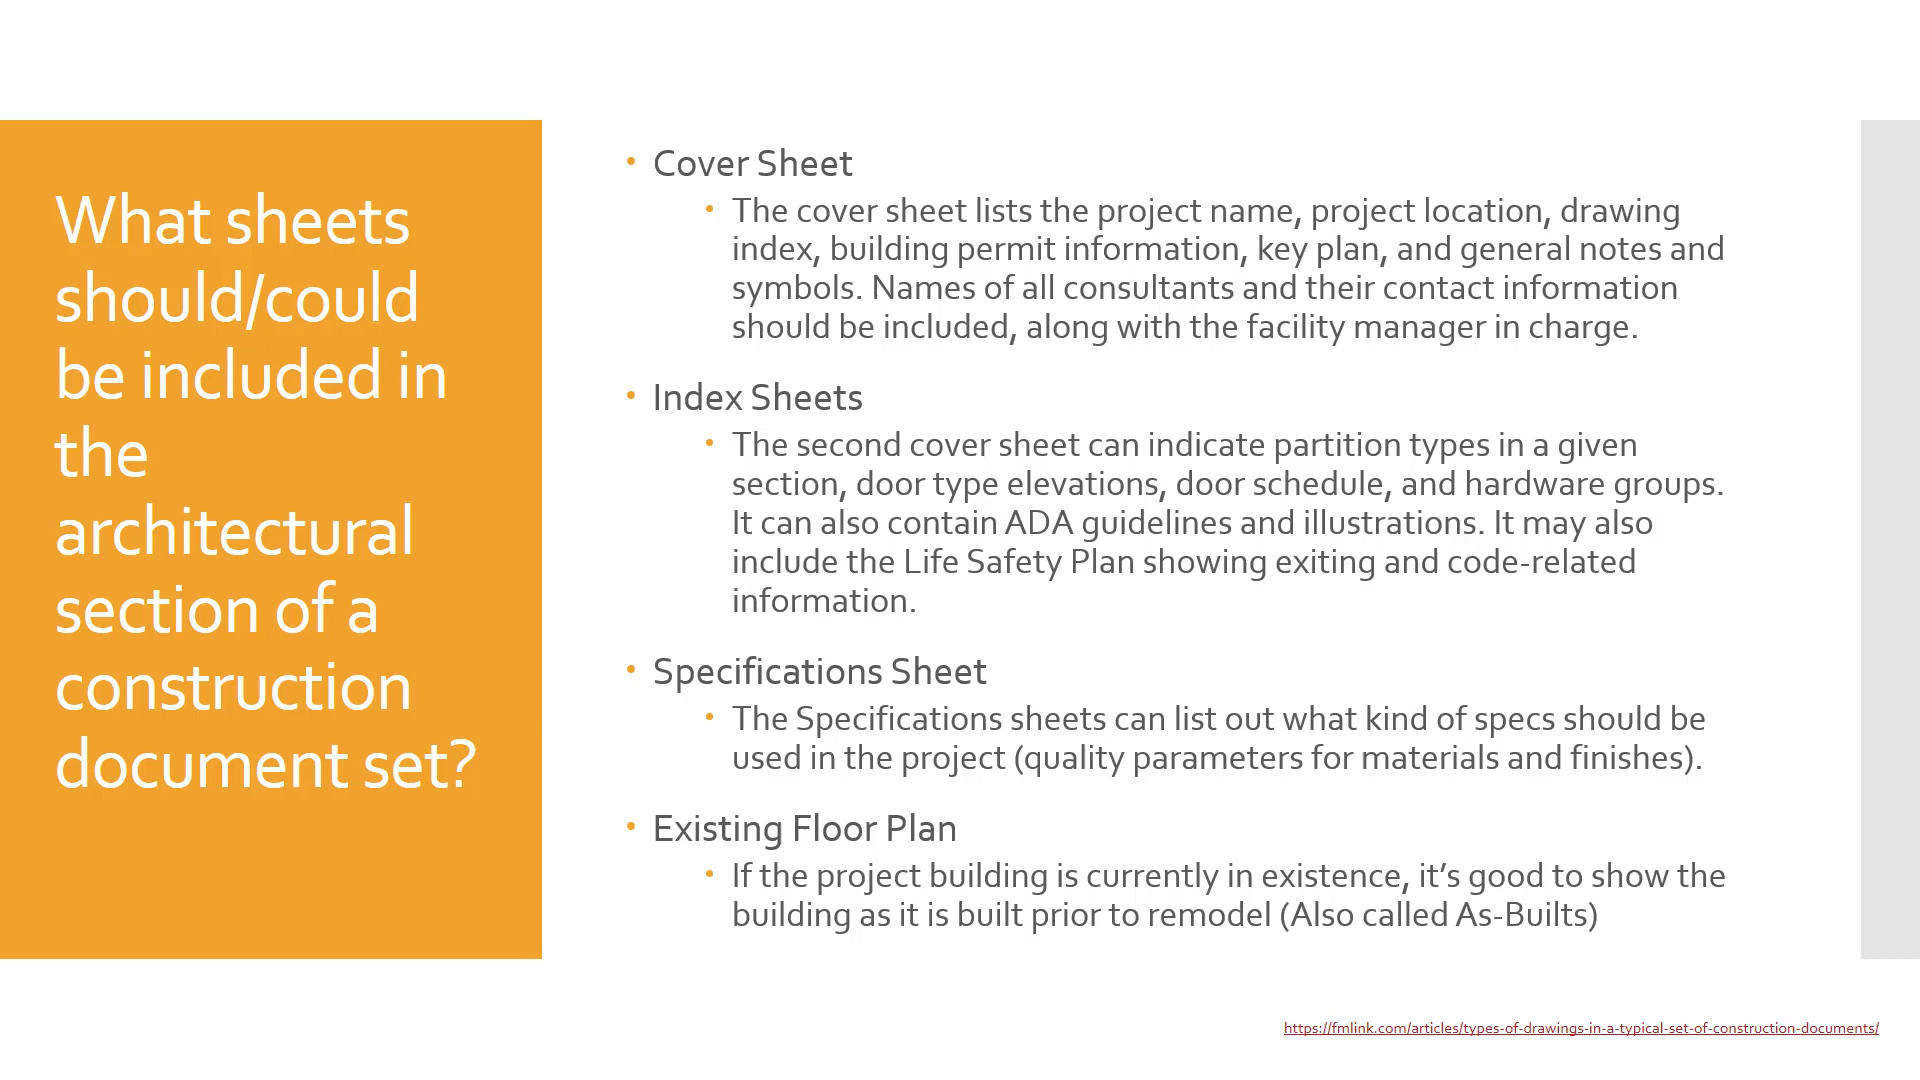 What sheets
should/could
be included in
the
architectural
section of a
construction
document set?
• Cover Sheet
• The cover sheet lists the project name, project location, drawing
index, building permit information, key plan, and general notes and
symbols. Names of all consultants and their contact information
should be included, along with the facility manager in charge.
• Index Sheets
• The second cover sheet can indicate partition types in a given
section, door type elevations, door schedule, and hardware groups.
It can also contain ADA guidelines and illustrations. It may also
include the Life Safety Plan showing exiting and code-related
information.
• Specifications Sheet
• The Specifications sheets can list out what kind of specs should be
used in the project (quality parameters for materials and finishes).
• Existing Floor Plan
• If the project building is currently in existence, it’s good to show the
building as it is built prior to remodel (Also called As-Builts)
https://fmlink.com/articles/types-of-drawings-in-a-typical-set-of-construction-documents/